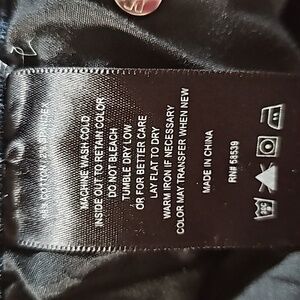 COTTON
MACHINE WASH COLD
INSIDE OUT TO RETAIN COLOR
DO NOT BLEACH
TUMBLE DRY LOW
OR FOR BETTER CARE
LAY FLAT TO DRY
WARM IRON IF NECESSARY
COLOR MAY TRANSFER WHEN NEW
MADE IN CHINA
RN# 58539